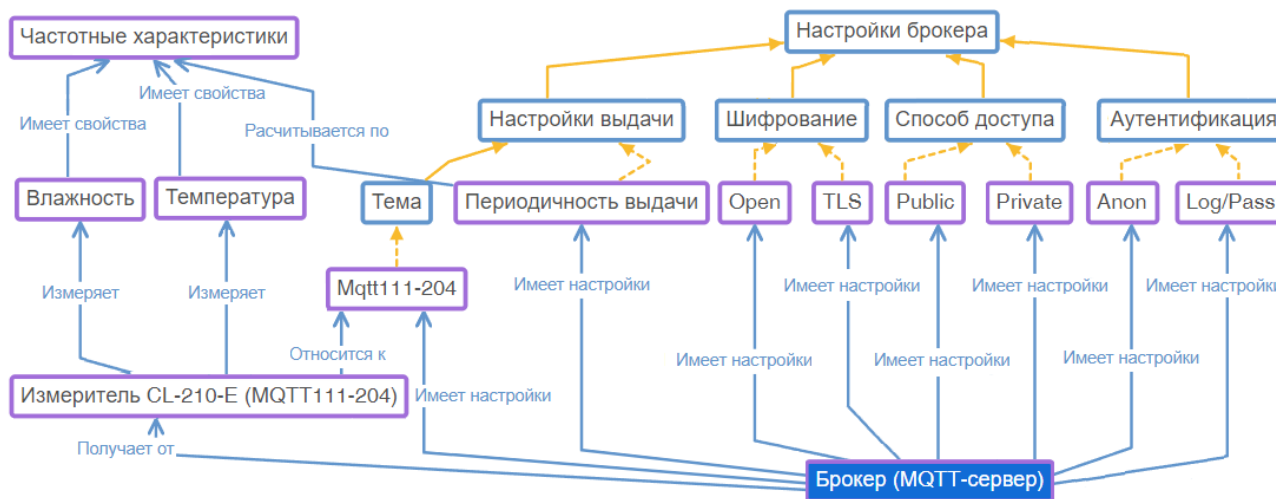 Частотные характеристики
Настройки брокера
Имеет свойства
Имеет свойства
Расчитывается по
Настройки выдачи
Шифрование
Способ доступа
Аутентификация
Влажность
Температура
Тема
Периодичность выдачи
Open
TLS
Public
Private
Anon
Log/Pass
Измеряет
Измеряет
Mqtt111-204
Имеет настройки
Имеет настройки
Имеет настройки
Имеет настройки
Относится к
Имеет настройки
Имеет настройки
Имеет настройки
Измеритель CL-210-E (MQTT111-204)
Имеет настройки
Получает от
Брокер (MQTT-сервер)